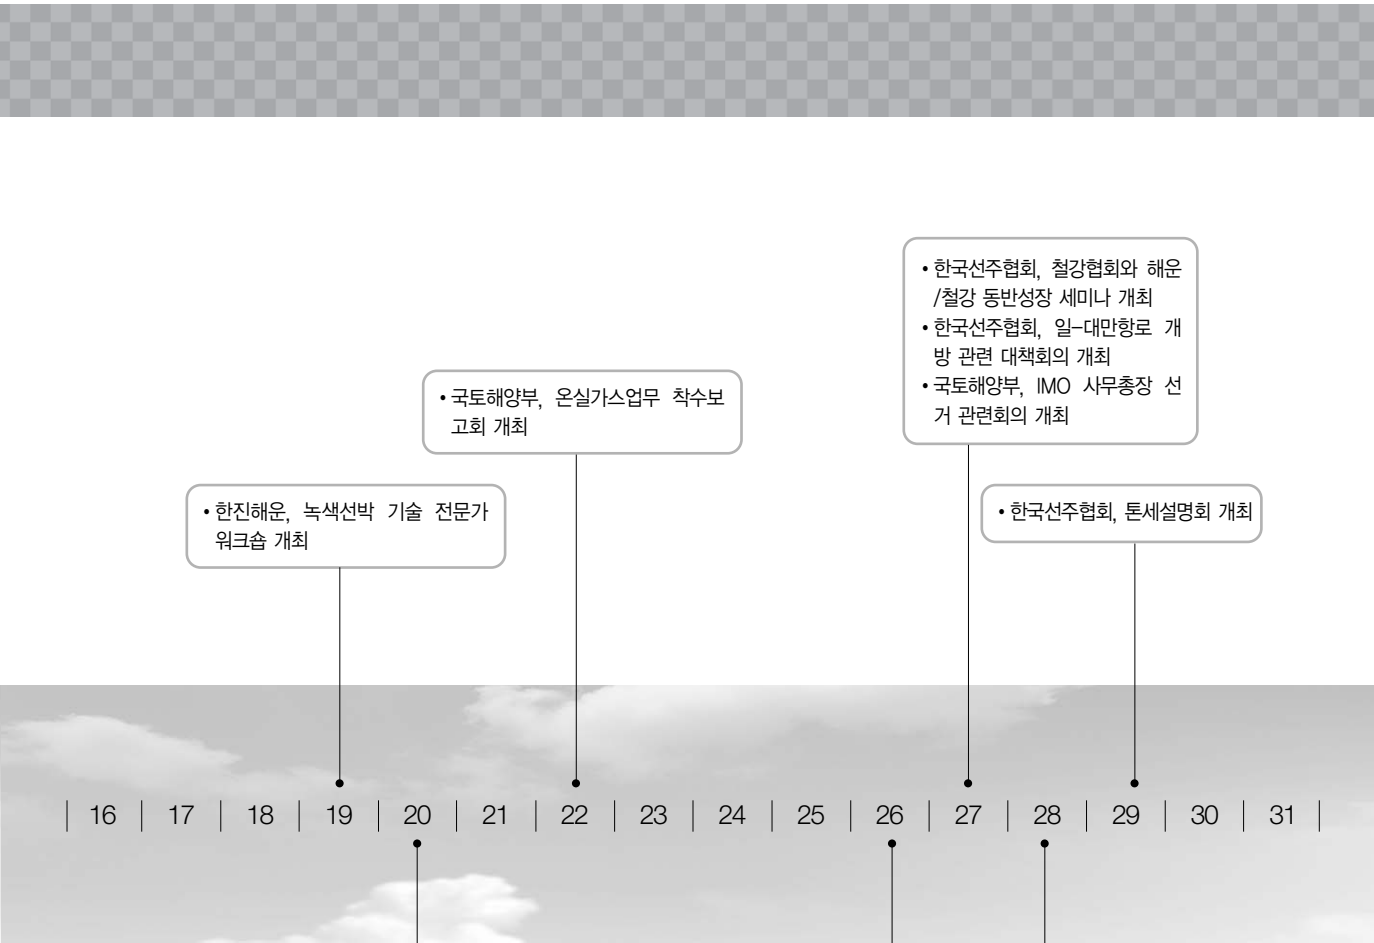 • 한국선주협회, 철강협회와 해운
/철강 동반성장 세미나 개최
• 한국선주협회, 일-대만항로 개
방 관련 대책회의 개최
• 국토해양부, IMO 사무총장 선
거 관련회의 개최
• 국토해양부, 온실가스업무 착수보
고회 개최
• 한진해운, 녹색선박 기술 전문가
워크숍 개최
• 한국선주협회, 톤세설명회 개최
16 17 18 19 20 21 22 23 24 25 26 27 28 29 30 31